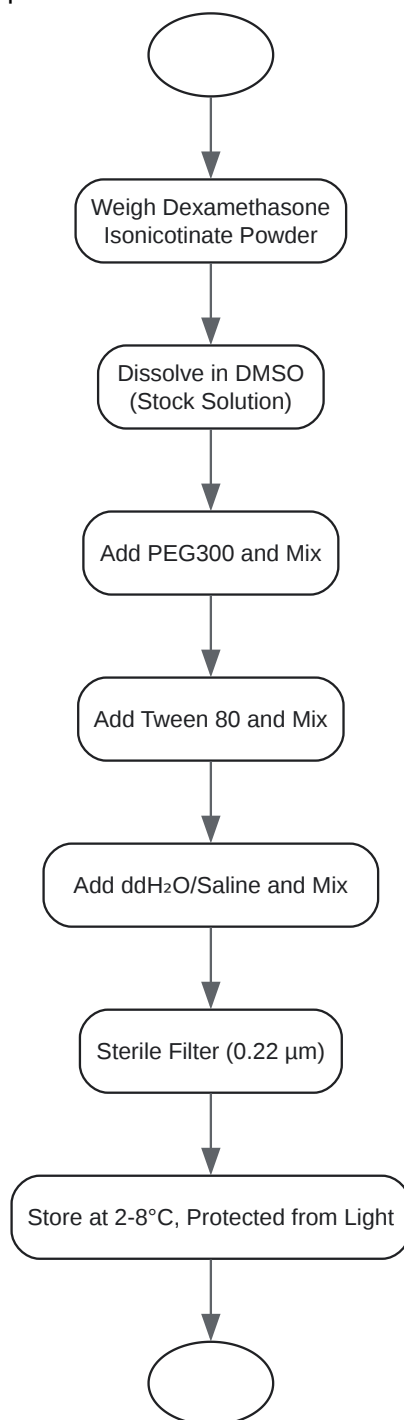 Weigh Dexamethasone
Isonicotinate Powder
Dissolve in DMSO
(Stock Solution)
Add PEG300 and Mix
Add Tween 80 and Mix
Add ddH₂O/Saline and Mix
Sterile Filter (0.22 µm)
Store at 2-8°C, Protected from Light